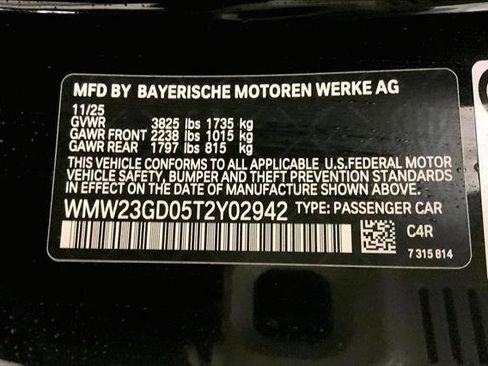 MFD BY BAYERISCHE MOTOREN WERKE AG
11/25
GVWR 3825 lbs 1735 kg
GAWR FRONT 2238 lbs 1015 kg
GAWR REAR 1797 lbs 815 kg
THIS VEHICLE CONFORMS TO ALL APPLICABLE U.S.FEDERAL MOTOR
VEHICLE SAFETY, BUMPER AND THEFT PREVENTION STANDARDS
IN EFFECT ON THE DATE OF MANUFACTURE SHOWN ABOVE.
WMW23GD05T2Y02942 TYPE: PASSENGER CAR
C4R
7 315 814